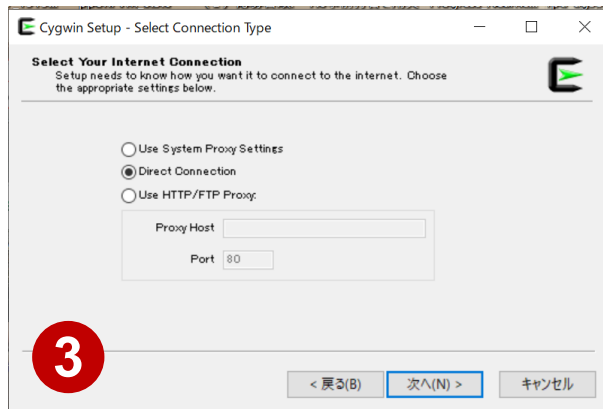 Cygwin Setup - Select Connection Type
Select Your Internet Connection
Setup needs to know how you want it to connect to the internet. Choose
the appropriate settings below.
Use System Proxy Settings
Direct Connection
Use HTTP/FTP Proxy:
Proxy Host
Port 80
3
< 戻る(B) 次へ(N) > キャンセル